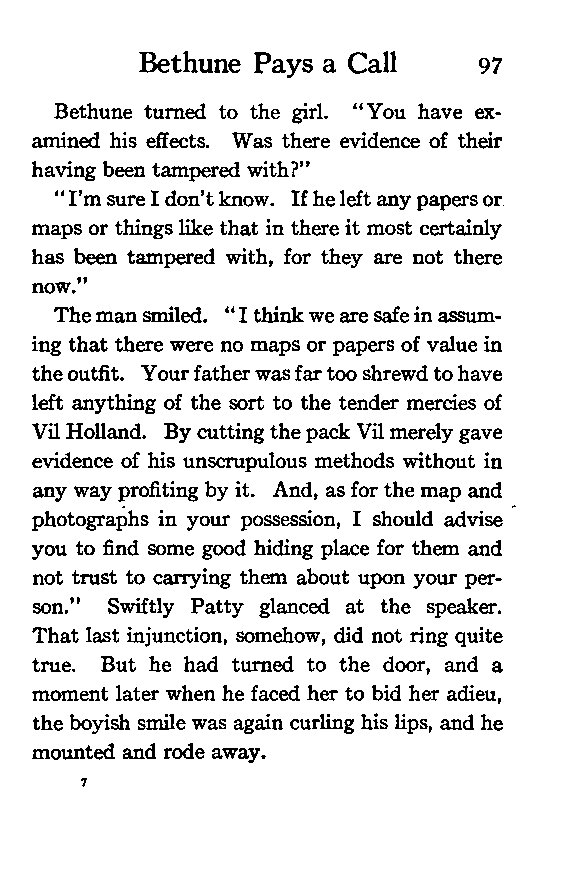 Bethune Pays a Call 97
Bethune turned to the girl. "You have ex-
amined his effects. Was there evidence of their
having been tampered with?"
"I'm sure I don't know. If he left any papers or
maps or things like that in there it most certainly
has been tampered with, for they are not there
now."
The man smiled. "I think we are safe in assum-
ing that there were no maps or papers of value in
the outfit. Your father was far too shrewd to have
left anything of the sort to the tender mercies of
Vil Holland. By cutting the pack Vil merely gave
evidence of his unscrupulous methods without in
any way profiting by it. And, as for the map and
photographs in your possession, I should advise
you to find some good hiding place for them and
not trust to carrying them about upon your per-
son." Swiftly Patty glanced at the speaker.
That last injunction, somehow, did not ring quite
true. But he had turned to the door, and a
moment later when he faced her to bid her adieu,
the boyish smile was again curling his lips, and he
mounted and rode away.
7